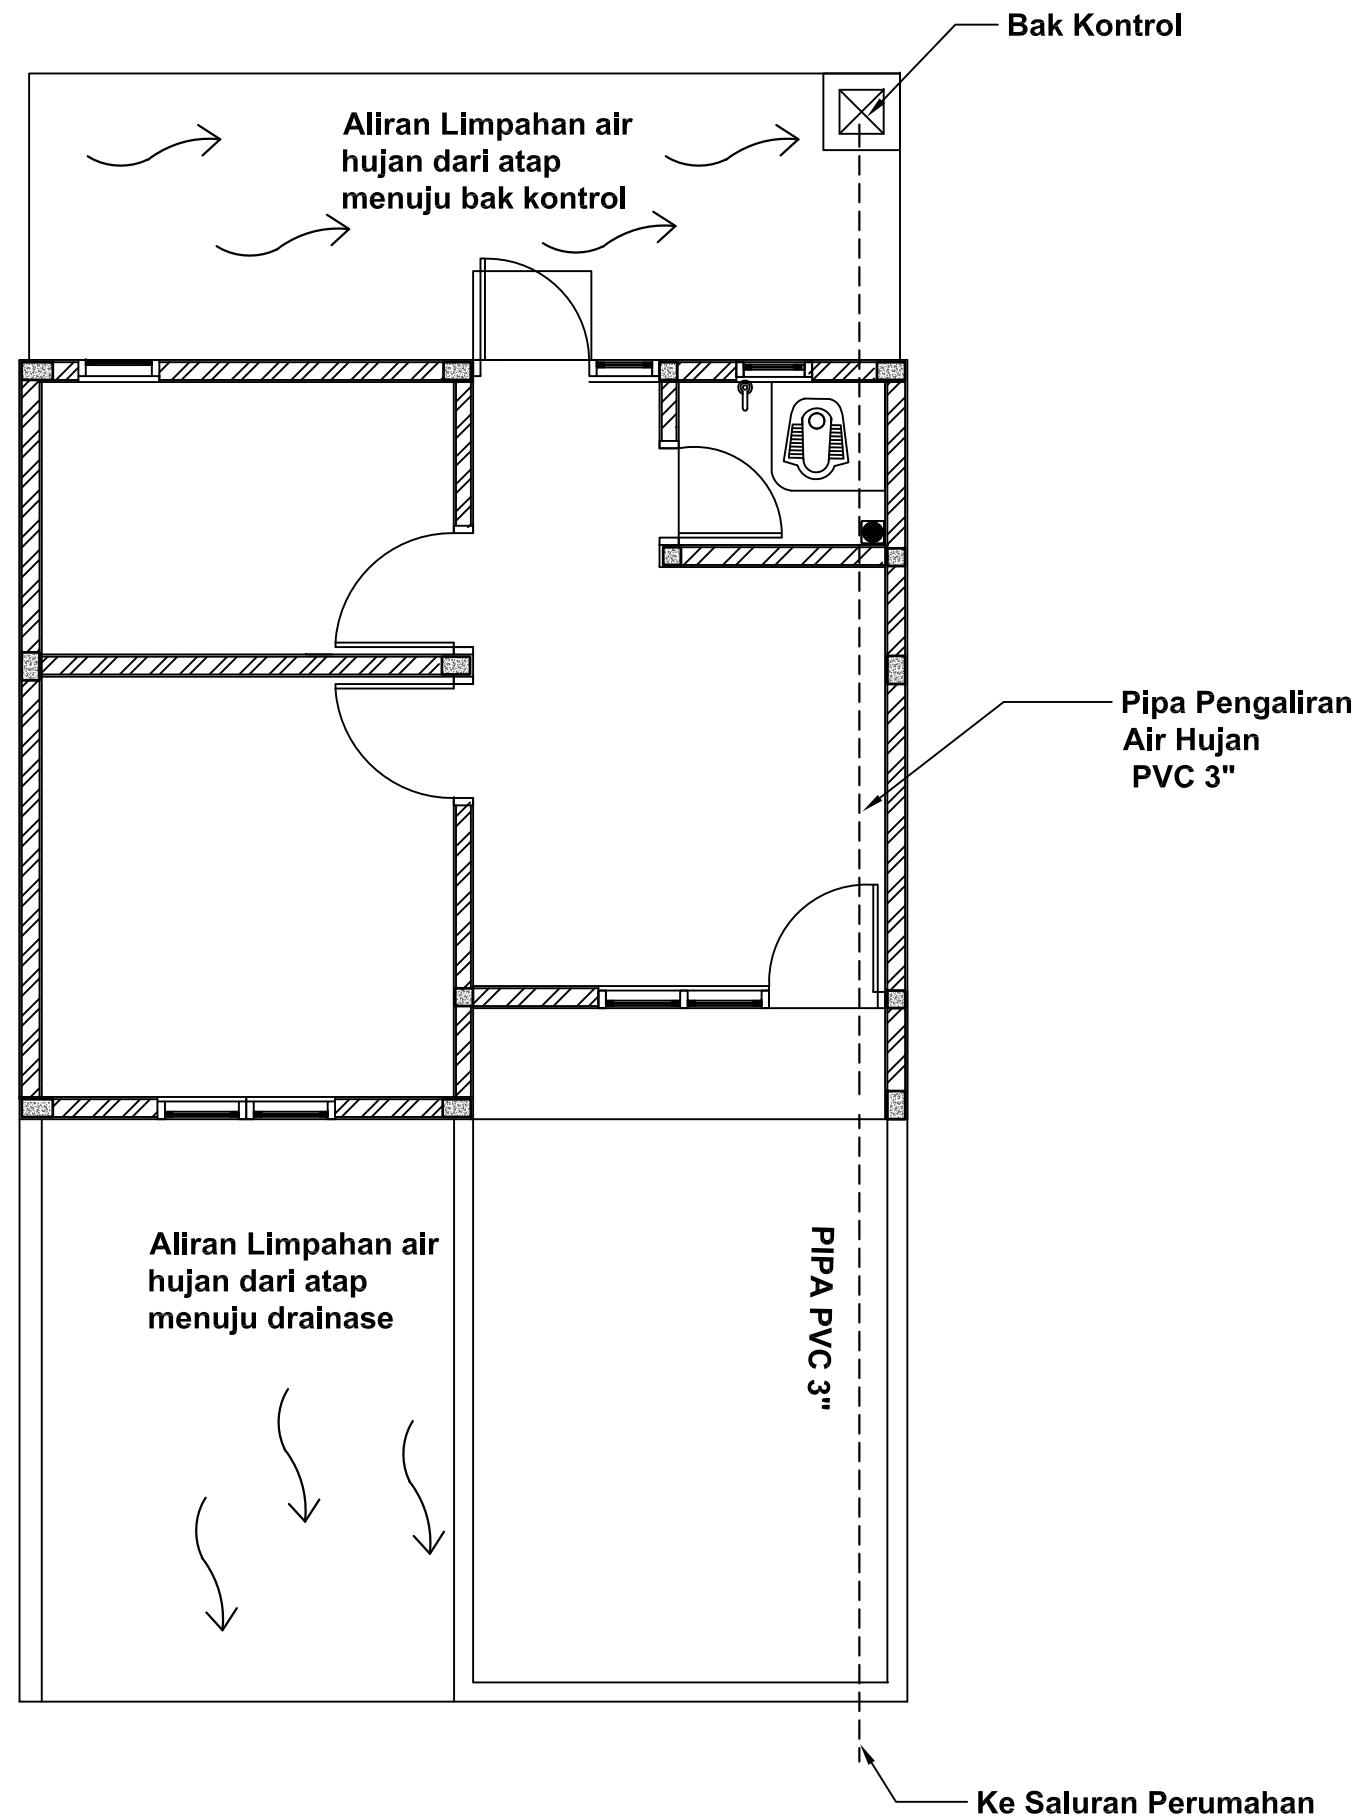 Bak Kontrol
Aliran Limpahan air
hujan dari atap
menuju bak kontrol
Pipa Pengaliran
Air Hujan
PVC 3"
Aliran Limpahan air
hujan dari atap
menuju drainase
PIPA PVC 3"
Ke Saluran Perumahan